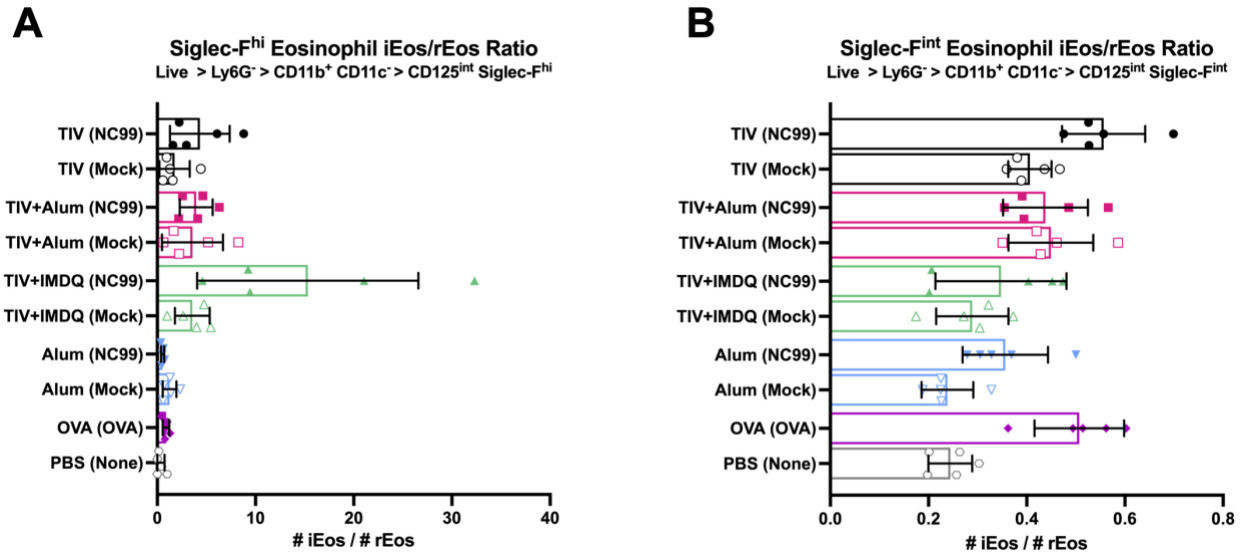 A
Siglec-Fhi Eosinophil iEos/rEos Ratio
Live > Ly6G- > CD11b+ CD11c- > CD125int Siglec-Fhi
TIV (NC99)
TIV (Mock)
TIV+Alum (NC99)
TIV+Alum (Mock)
TIV+IMDQ (NC99)
TIV+IMDQ (Mock)
Alum (NC99)
Alum (Mock)
OVA (OVA)
PBS (None)
0 10 20 30 40
# iEos / # rEos
B
Siglec-Fint Eosinophil iEos/rEos Ratio
Live > Ly6G- > CD11b+ CD11c- > CD125int Siglec-Fint
TIV (NC99)
TIV (Mock)
TIV+Alum (NC99)
TIV+Alum (Mock)
TIV+IMDQ (NC99)
TIV+IMDQ (Mock)
Alum (NC99)
Alum (Mock)
OVA (OVA)
PBS (None)
0.0 0.2 0.4 0.6 0.8
# iEos / # rEos